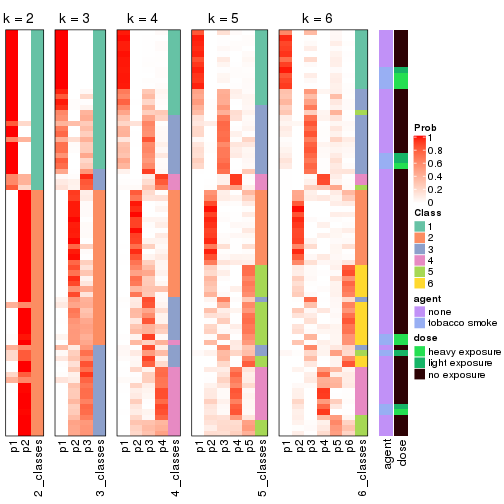 k = 2
k = 3
k = 4
k = 5
k = 6
Prob
1
0.8
0.6
0.4
0.2
0
Class
1
2
3
4
5
6
agent
none
tobacco smoke
dose
heavy exposure
light exposure
no exposure
p1
p2
2_classes
p1
p2
p3
3_classes
p1
p2
p3
p4
4_classes
p1
p2
p3
p4
p5
5_classes
p1
p2
p3
p4
p5
p6
6_classes
agent
dose